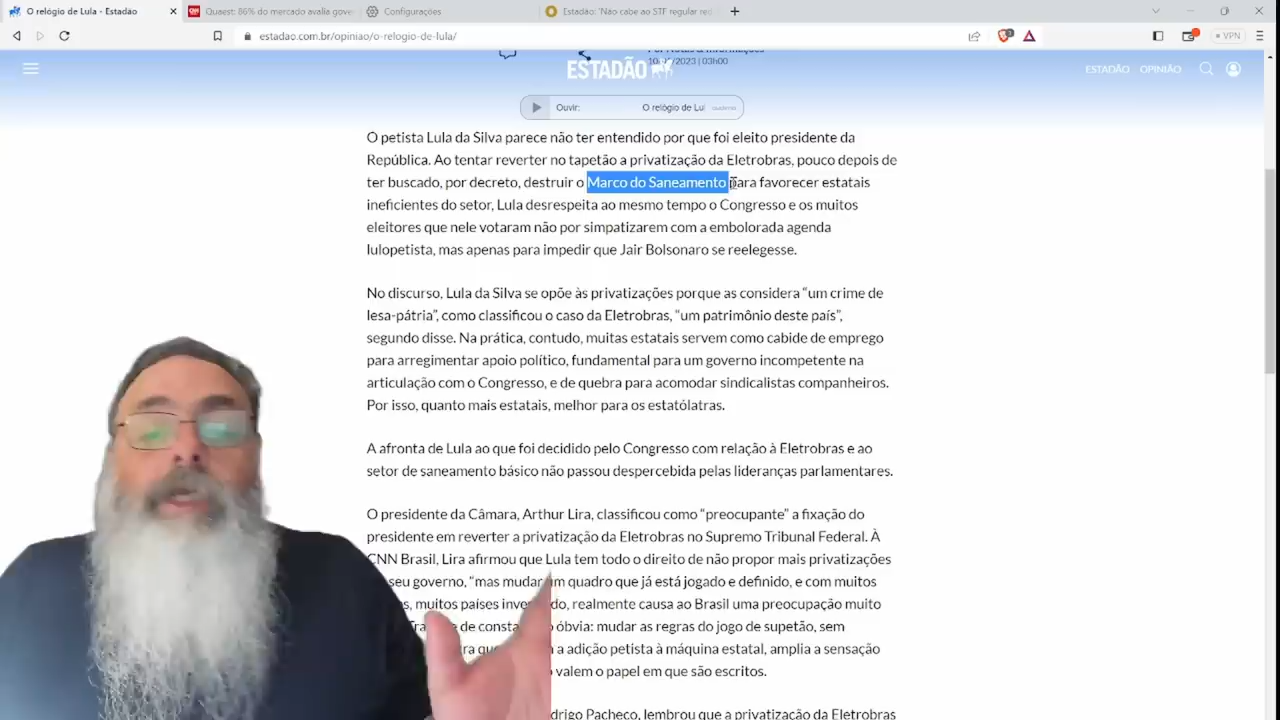 O relógio de Lula - Estadão
Quaest: 86% do mercado avalia gove
Configurações
Estadão: 'Não cabe ao STF regular red
estadao.com.br/opiniao/o-relogio-de-lula/
VPN
ESTADÃO
ESTADÃO OPINIÃO
2023 | 03h00
Ouvir: O relógio de Lul
O petista Lula da Silva parece não ter entendido por que foi eleito presidente da
República. Ao tentar reverter no tapetão a privatização da Eletrobras, pouco depois de
ter buscado, por decreto, destruir o Marco do Saneamento para favorecer estatais
ineficientes do setor, Lula desrespeita ao mesmo tempo o Congresso e os muitos
eleitores que nele votaram não por simpatizarem com a embolorada agenda
lulopetista, mas apenas para impedir que Jair Bolsonaro se reelegesse.
No discurso, Lula da Silva se opõe às privatizações porque as considera “um crime de
lesa-pátria”, como classificou o caso da Eletrobras, “um patrimônio deste país”,
segundo disse. Na prática, contudo, muitas estatais servem como cabide de emprego
para arregimentar apoio político, fundamental para um governo incompetente na
articulação com o Congresso, e de quebra para acomodar sindicalistas companheiros.
Por isso, quanto mais estatais, melhor para os estatólatras.
A afronta de Lula ao que foi decidido pelo Congresso com relação à Eletrobras e ao
setor de saneamento básico não passou despercebida pelas lideranças parlamentares.
O presidente da Câmara, Arthur Lira, classificou como “preocupante” a fixação do
presidente em reverter a privatização da Eletrobras no Supremo Tribunal Federal. À
CNN Brasil, Lira afirmou que Lula tem todo o direito de não propor mais privatizações
seu governo, “mas mudar um quadro que já está jogado e definido, e com muitos
muitos países inves do, realmente causa ao Brasil uma preocupação muito
Tra e de consta o óbvia: mudar as regras do jogo de supetão, sem
ra que a adição petista à máquina estatal, amplia a sensação
valem o papel em que são escritos.
drigo Pacheco, lembrou que a privatização da Eletrobras